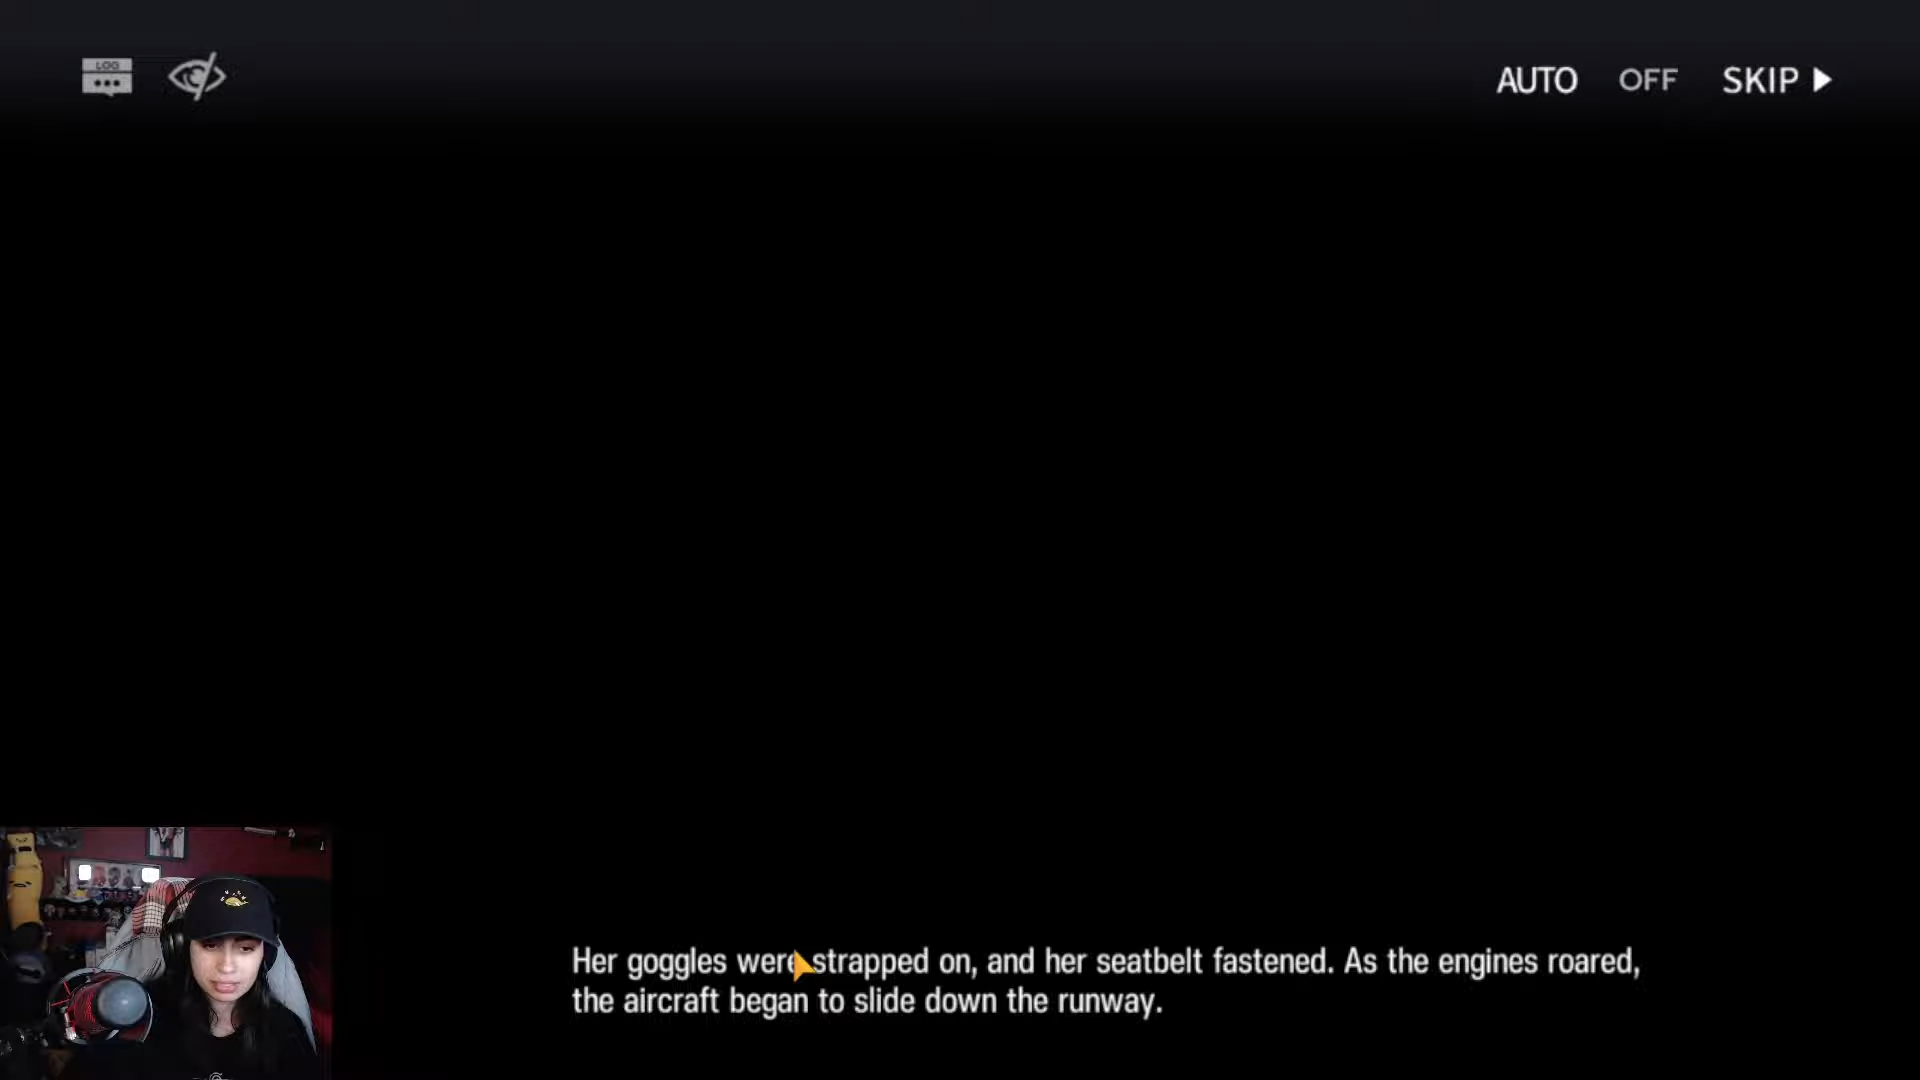 LOG
AUTO OFF SKIP
Her goggles were strapped on, and her seatbelt fastened. As the engines roared,
the aircraft began to slide down the runway.